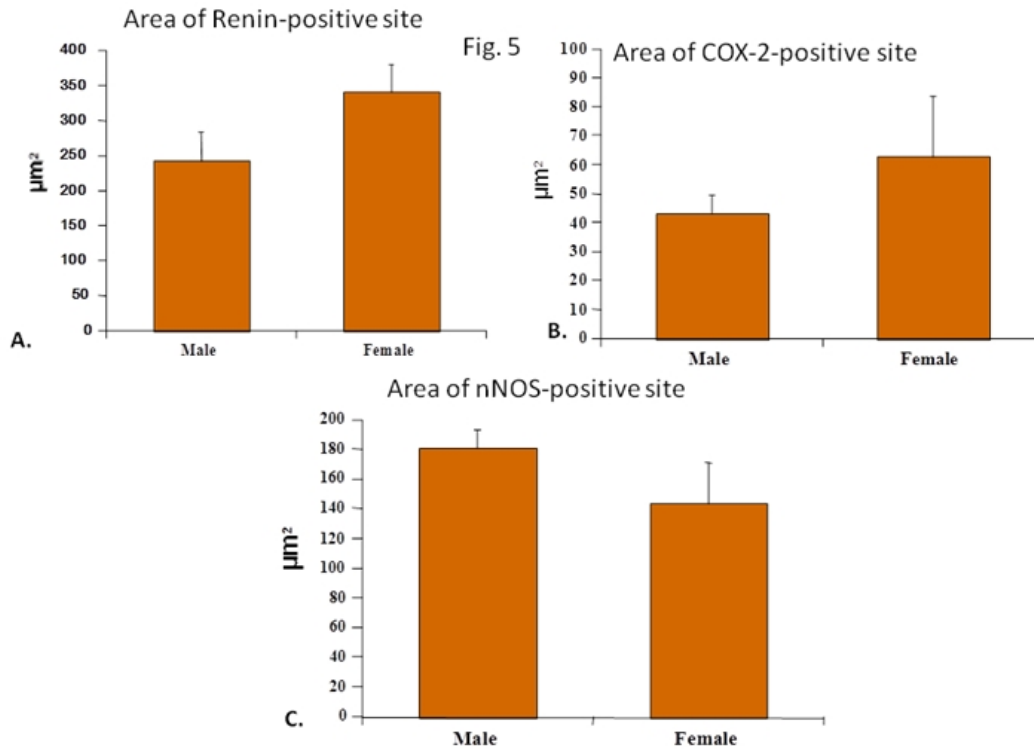 Area of Renin-positive site
Fig. 5
400
350
300
250
200
150
100
50
0
μm²
Male Female
A.
Area of COX-2-positive site
100
90
80
70
60
50
40
30
20
10
0
μm²
Male Female
B.
Area of nNOS-positive site
200
180
160
140
120
100
80
60
40
20
0
μm²
Male Female
C.